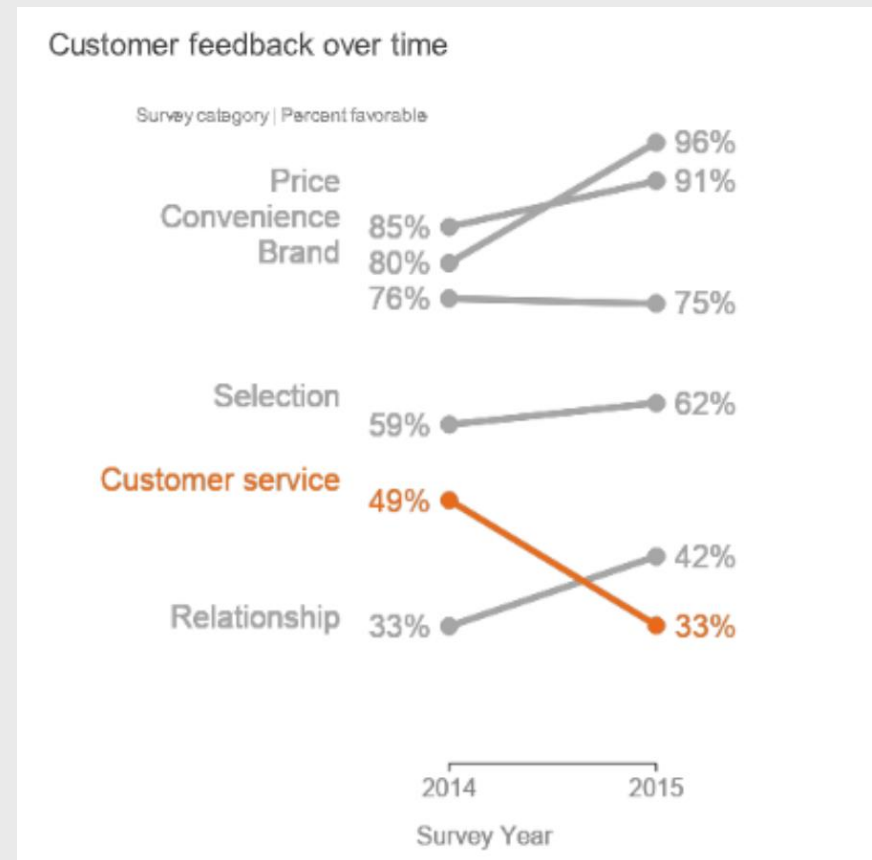 Customer feedback over time
Survey category | Percent favorable
96%
Price 91%
Convenience 85%
Brand 80%
76% 75%
Selection 62%
59%
Customer service 49%
42%
Relationship 33% 33%
2014 2015
Survey Year